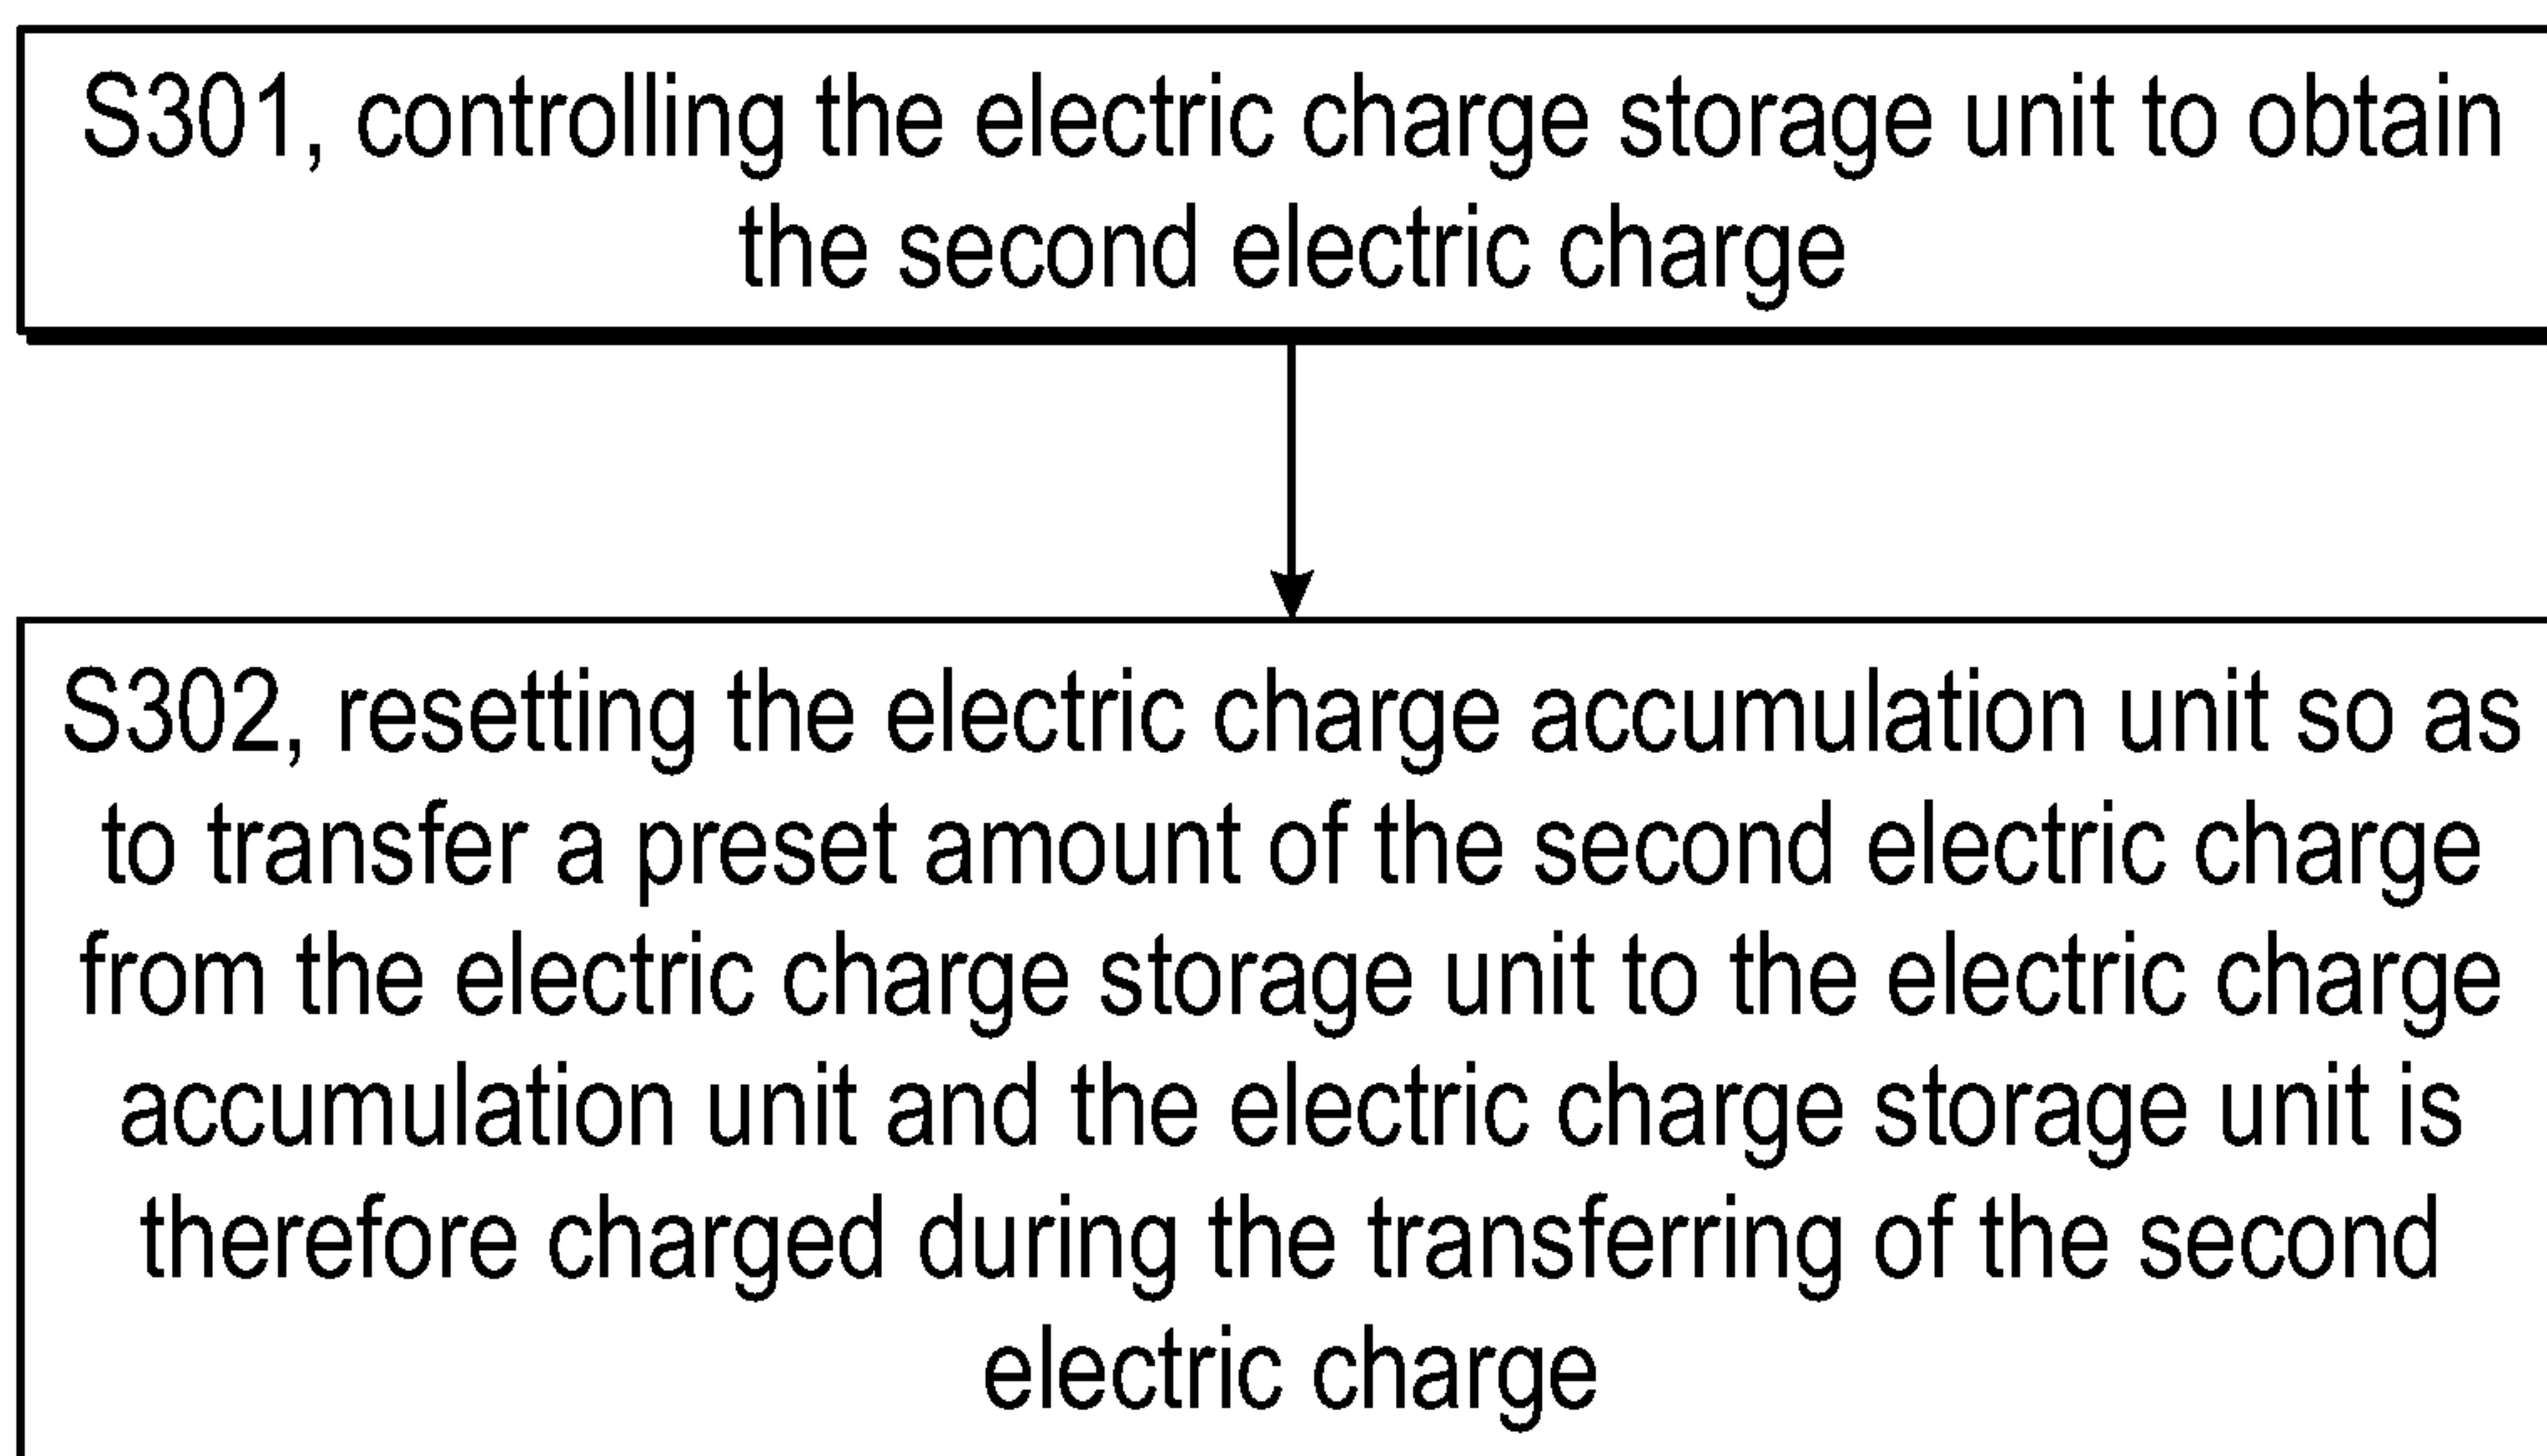 S301, controlling the electric charge storage unit to obtain
the second electric charge
S302, resetting the electric charge accumulation unit so as
to transfer a preset amount of the second electric charge
from the electric charge storage unit to the electric charge
accumulation unit and the electric charge storage unit is
therefore charged during the transferring of the second
electric charge